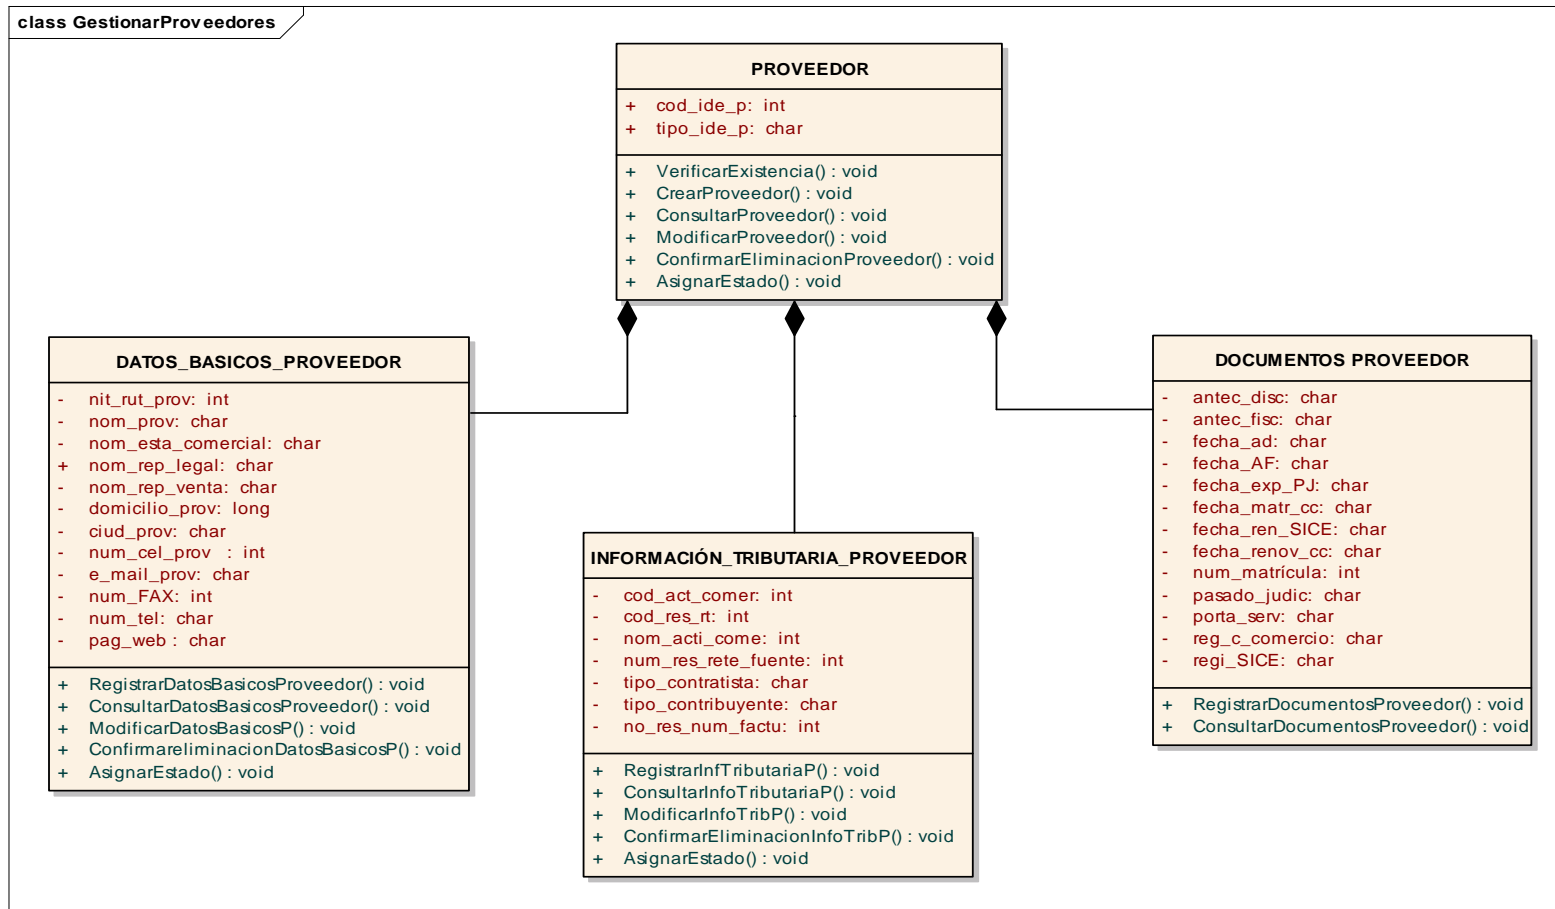 class GestionarProveedores
PROVEEDOR
+ cod_ide_p: int
+ tipo_ide_p: char
+ VerificarExistencia() : void
+ CrearProveedor() : void
+ ConsultarProveedor() : void
+ ModificarProveedor() : void
+ ConfirmarEliminacionProveedor() : void
+ AsignarEstado() : void
DATOS_BASICOS_PROVEEDOR
- nit_rut_prov: int
- nom_prov: char
- nom_esta_comercial: char
+ nom_rep_legal: char
- nom_rep_venta: char
- domicilio_prov: long
- ciud_prov: char
- num_cel_prov : int
- e_mail_prov: char
- num_FAX: int
- num_tel: char
- pag_web : char
+ RegistrarDatosBasicosProveedor() : void
+ ConsultarDatosBasicosProveedor() : void
+ ModificarDatosBasicosP() : void
+ ConfirmareliminacionDatosBasicosP() : void
+ AsignarEstado() : void
INFORMACIÓN_TRIBUTARIA_PROVEEDOR
- cod_act_comer: int
- cod_res_rt: int
- nom_acti_come: int
- num_res_rete_fuente: int
- tipo_contratista: char
- tipo_contribuyente: char
- no_res_num_factu: int
+ RegistrarInfTributariaP() : void
+ ConsultarInfoTributariaP() : void
+ ModificarInfoTribP() : void
+ ConfirmarEliminacionInfoTribP() : void
+ AsignarEstado() : void
DOCUMENTOS PROVEEDOR
- antec_disc: char
- antec_fisc: char
- fecha_ad: char
- fecha_AF: char
- fecha_exp_PJ: char
- fecha_matr_cc: char
- fecha_ren_SICE: char
- fecha_renov_cc: char
- num_matrícula: int
- pasado_judic: char
- porta_serv: char
- reg_c_comercio: char
- regi_SICE: char
+ RegistrarDocumentosProveedor() : void
+ ConsultarDocumentosProveedor() : void